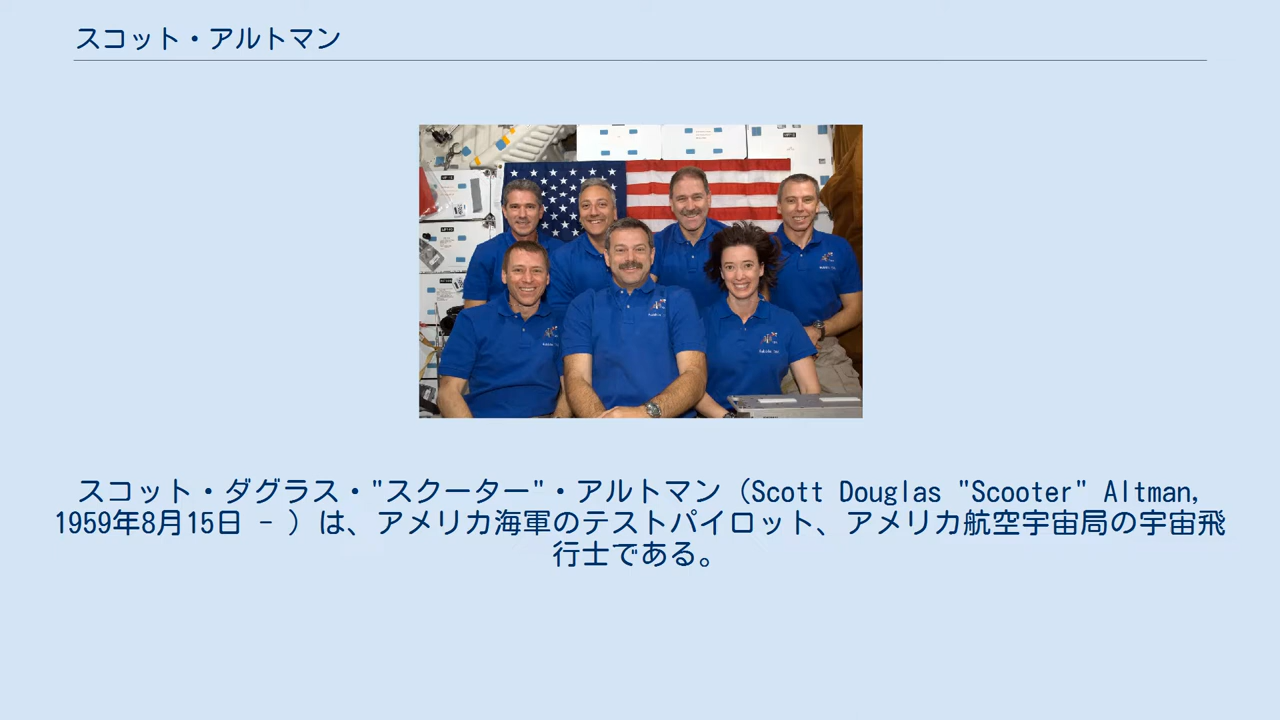 スコット・アルトマン
スコット・ダグラス・"スクーター"・アルトマン（Scott Douglas "Scooter" Altman,
1959年8月15日 - ）は、アメリカ海軍のテストパイロット、アメリカ航空宇宙局の宇宙飛
行士である。